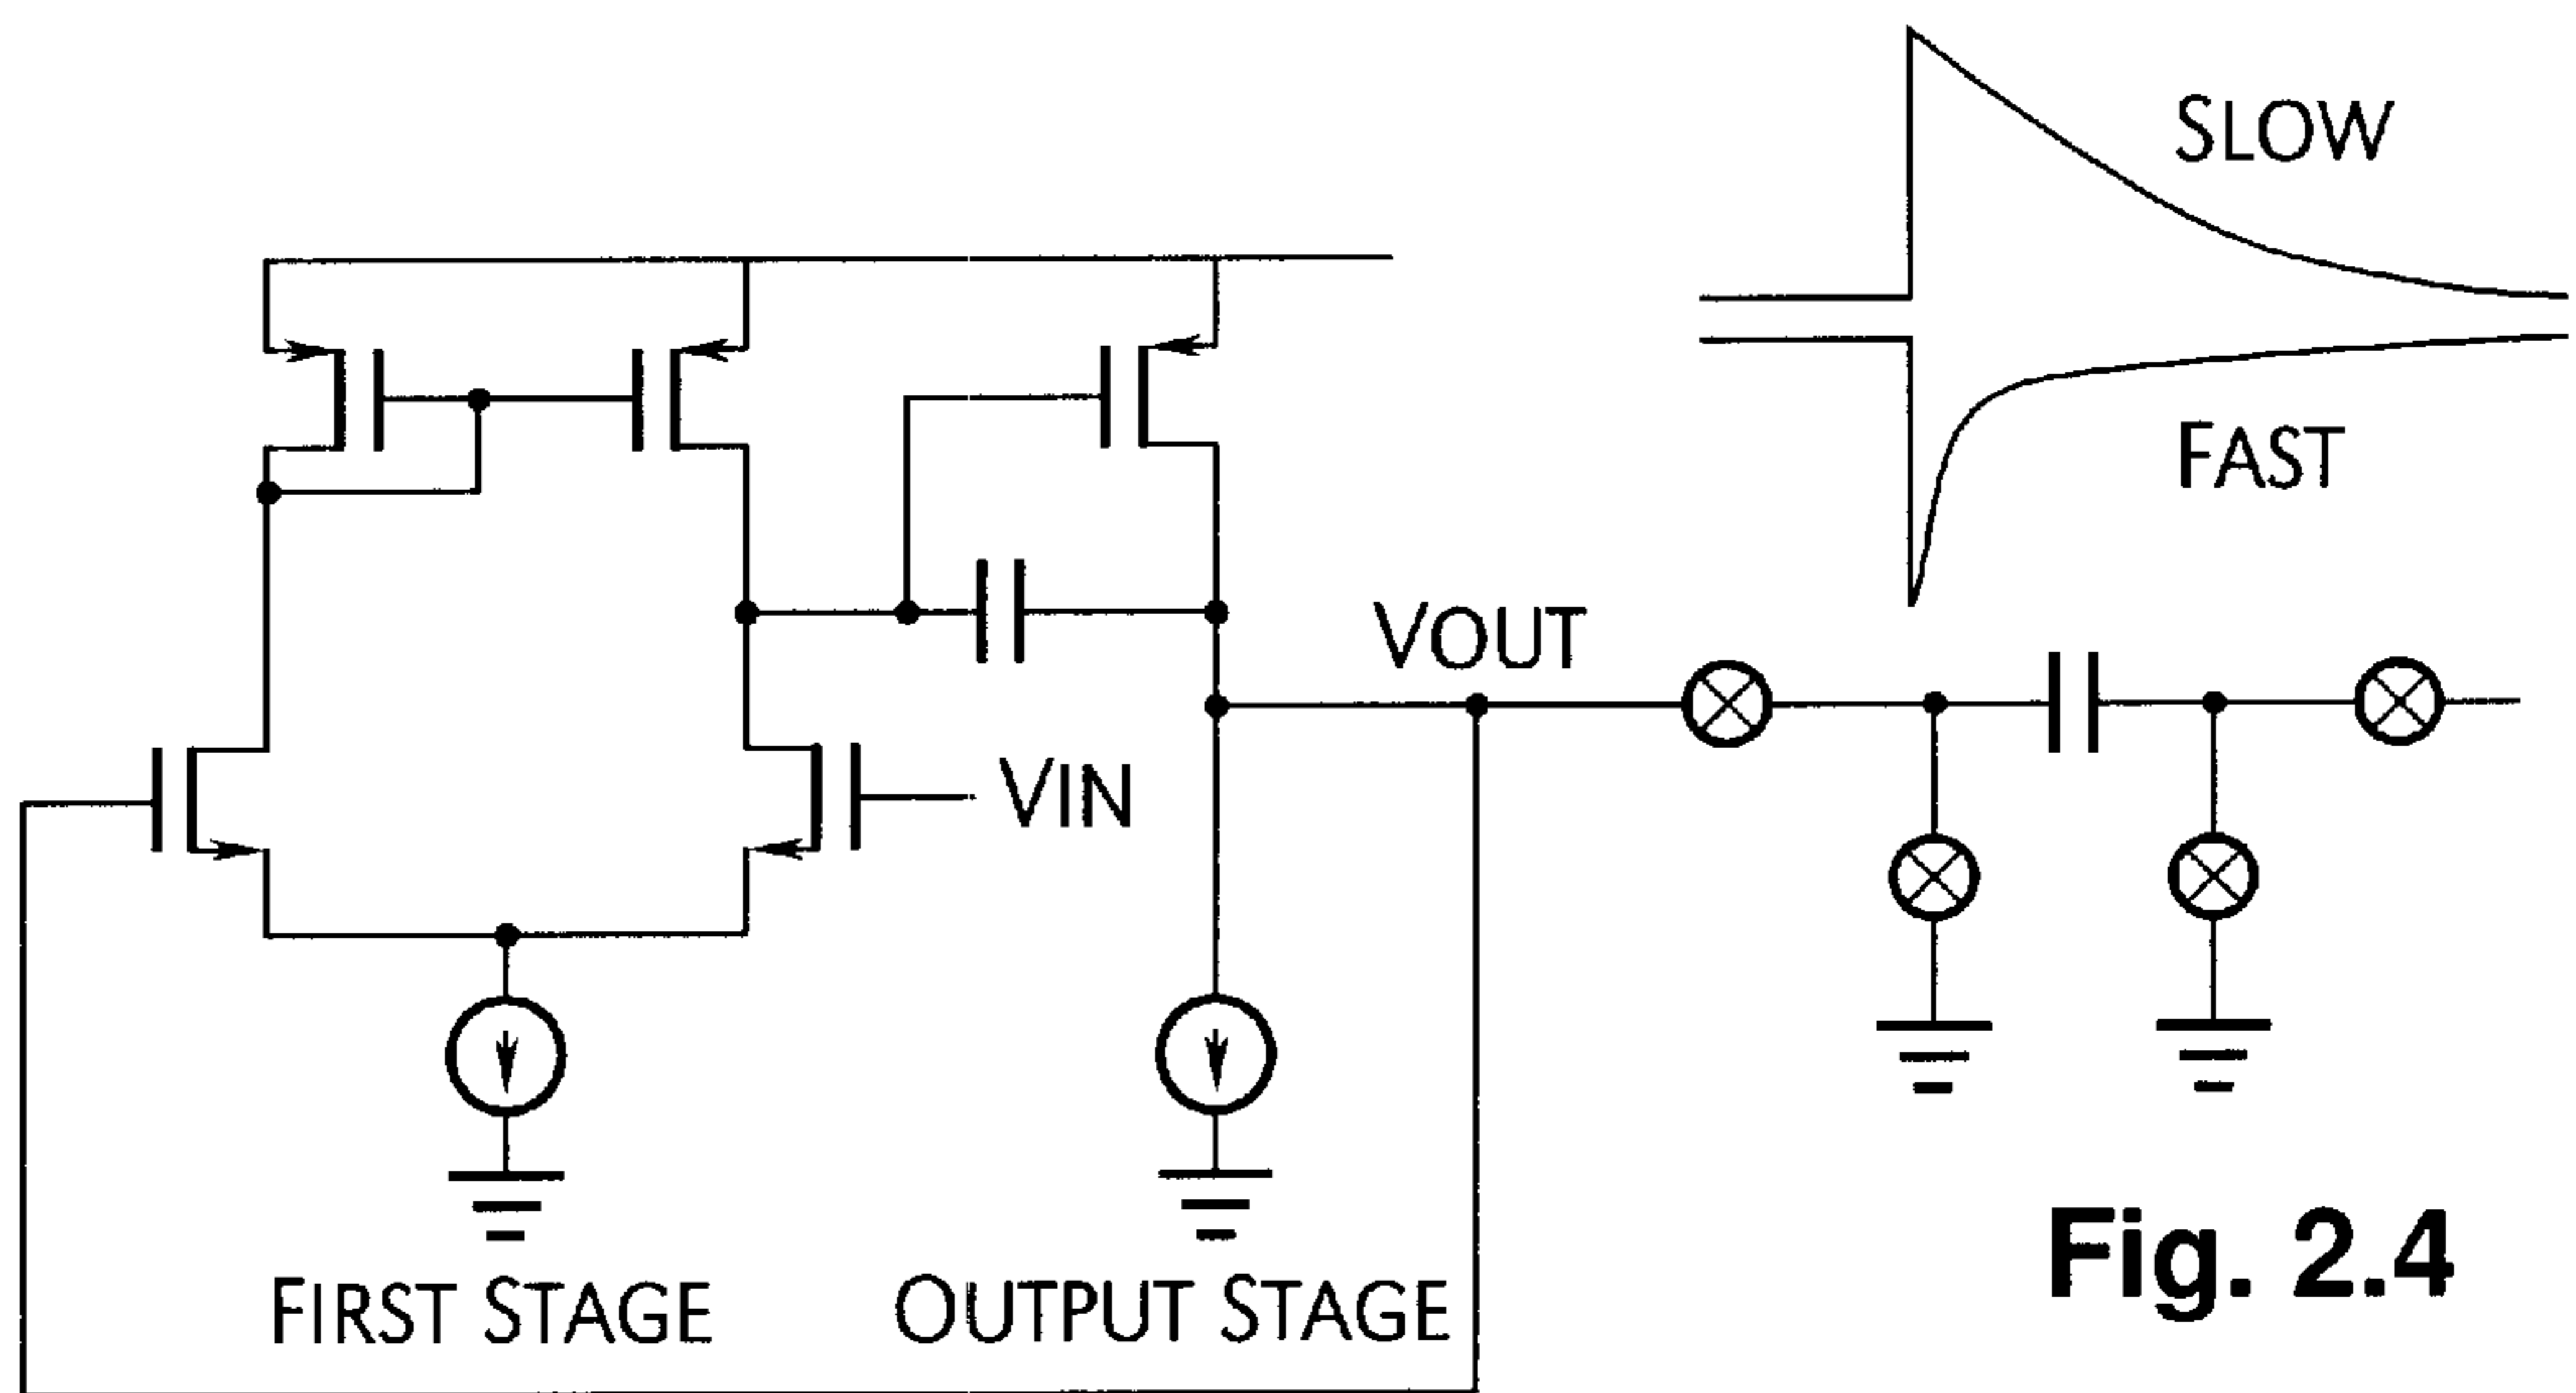 SLOW
FAST
VOUT
VIN
FIRST STAGE
OUTPUT STAGE
Fig. 2.4